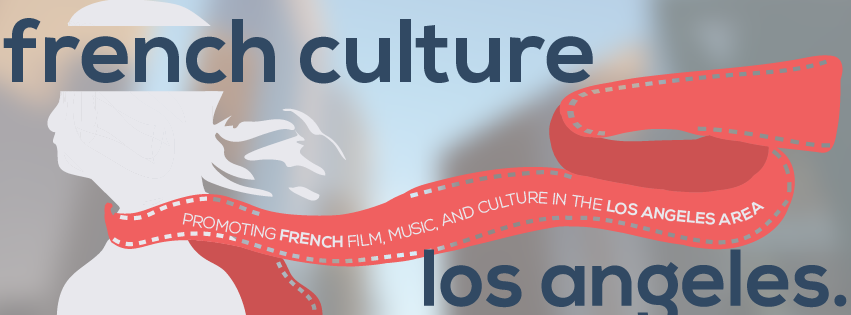 french culture
PROMOTING FRENCH FILM, MUSIC, AND CULTURE IN THE LOS ANGELES AREA
los angeles.